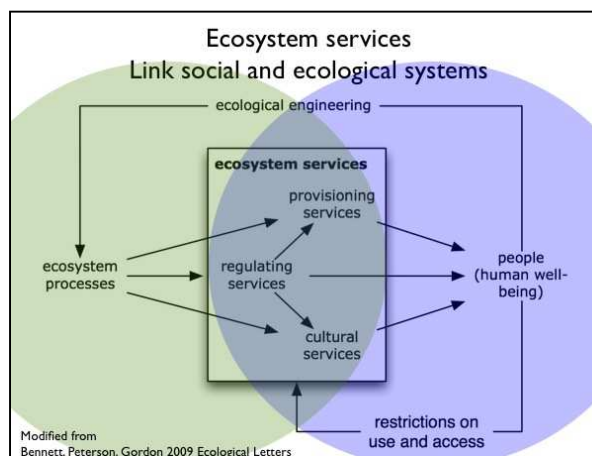 Ecosystem services
Link social and ecological systems
ecological engineering
ecosystem services
provisioning
services
ecosystem
processes
regulating
services
people
(human well-
being)
cultural
services
restrictions on
use and access
Modified from
Bennett, Peterson, Gordon 2009 Ecological Letters